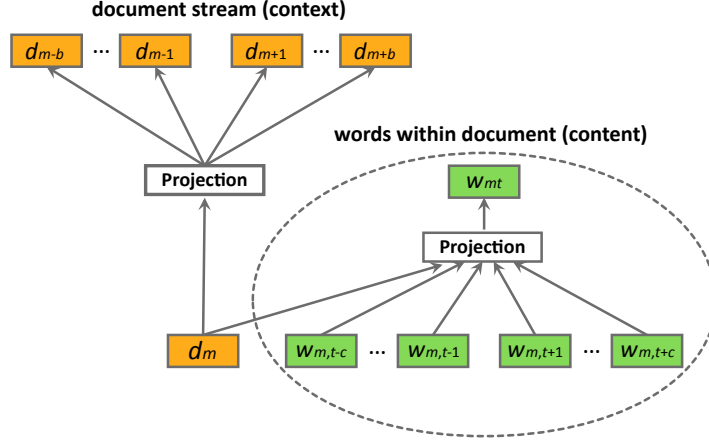 document stream (context)
dm-b ... dm-1 dm+1 ... dm+b
words within document (content)
Projection
wmt
Projection
dm
wm,t-c ... wm,t-1 wm,t+1 ... wm,t+c